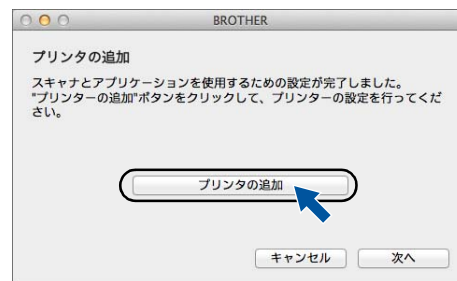 BROTHER
プリンタの追加
スキャナとアプリケーションを使用するための設定が完了しました。
"プリンターの追加"ボタンをクリックして、プリンターの設定を行ってくだ
さい。
プリンタの追加
キャンセル
次へ